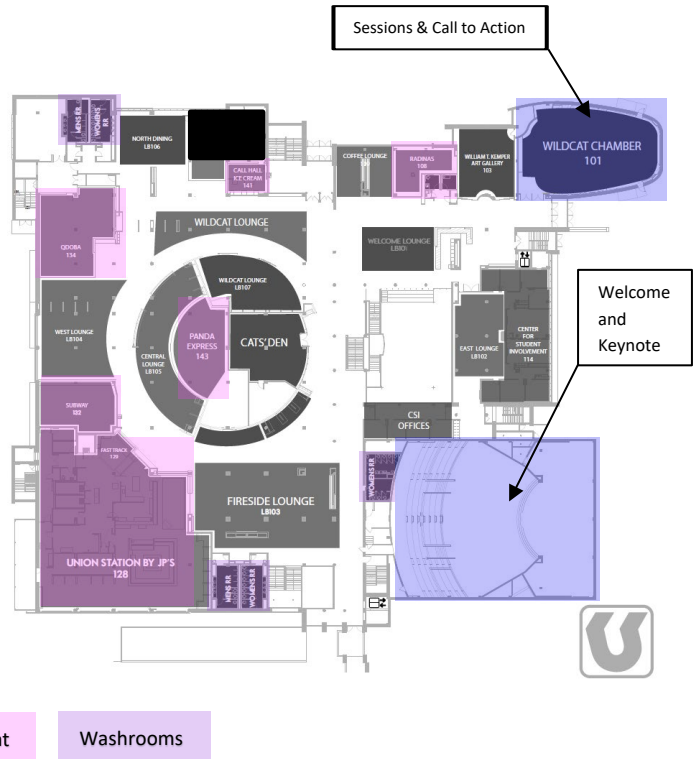 Sessions & Call to Action
MENS RR
WOMENS RR
NORTH DINING
LB106
CALL HALL
ICE CREAM
141
COFFEE LOUNGE
RADINAS
108
WILLIAM T. KEMPER
ART GALLERY
103
WILDCAT CHAMBER
101
QDOBA
134
WILDCAT LOUNGE
WELCOME LOUNGE
LB101
WILDCAT LOUNGE
LB107
Welcome
and
Keynote
WEST LOUNGE
LB104
CENTRAL
LOUNGE
LB105
PANDA
EXPRESS
143
CATS'DEN
EAST LOUNGE
LB102
CENTER
FOR
STUDENT
INVOLVEMENT
114
SUBWAY
CSI
OFFICES
FAST TRACK
WOMENS RR
FIRESIDE LOUNGE
LB103
UNION STATION BY JP'S
128
MENS RR
WOMENS RR
Washrooms